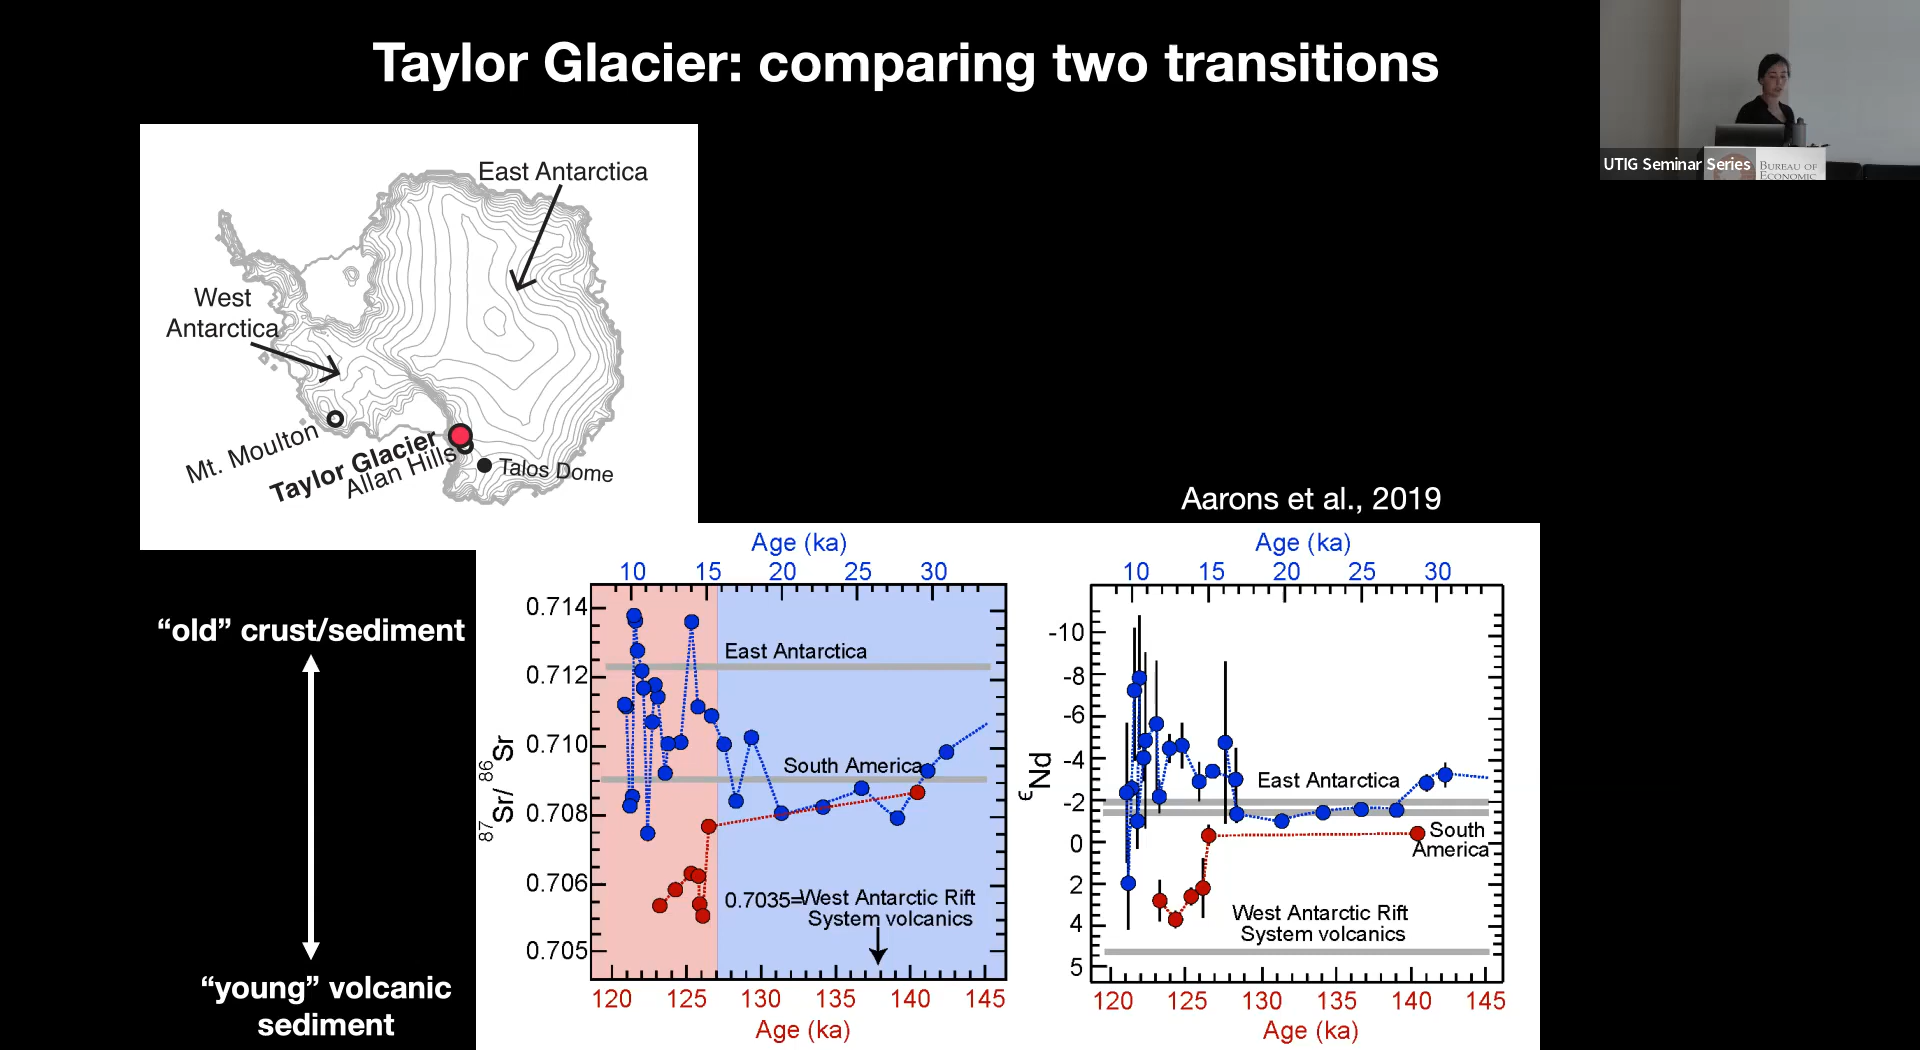 Taylor Glacier: comparing two transitions
UTIG Seminar Series
BUREAU OF
ECONOMIC
East Antarctica
West
Antarctica
Mt. Moulton
Taylor Glacier
Allan Hills
Talos Dome
Aarons et al., 2019
"old" crust/sediment
"young" volcanic
sediment
Age (ka)
10 15 20 25 30
0.714
0.712
0.710
0.708
0.706
0.705
87Sr/ 86Sr
East Antarctica
South America
0.7035=West Antarctic Rift
System volcanics
120 125 130 135 140 145
Age (ka)
Age (ka)
10 15 20 25 30
-10
-8
-6
-4
-2
0
2
4
5
ϵNd
East Antarctica
South
America
West Antarctic Rift
System volcanics
120 125 130 135 140 145
Age (ka)